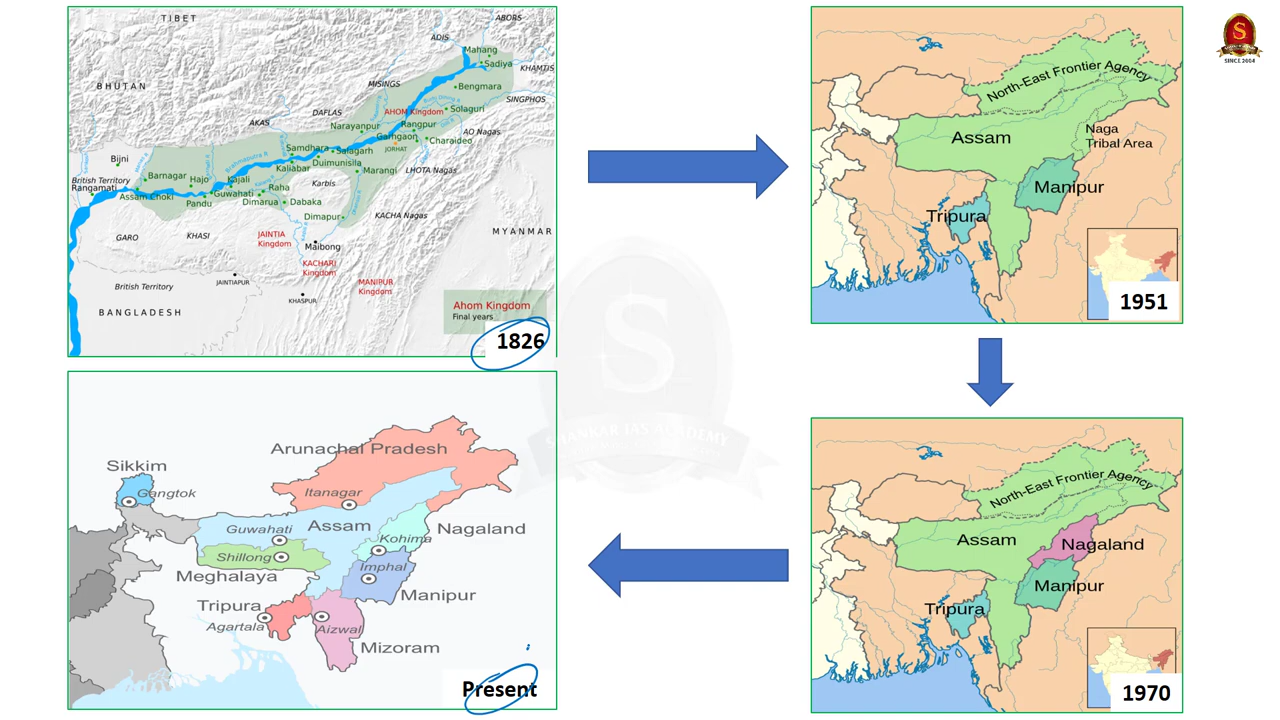 TIBET
ABORS
ADIS
Mahang
Sadiya
KHAMTIS
MISINGS
BHUTAN
Bengmara
SINGPHOS
DAFLAS
AHOM Kingdom
Solaguri
AKAS
Narayanpur
Rangpur
AO Nagas
Garhgaon
Charaideo
JORHAT
Samdhara
Salagarh
Bijni
Brahmaputra R
Duimunisila
Kaliabar
Marangi
LHOTA Nagas
British Territory
Barnagar
Hajo
Kajali
Karbis
Rangamati
Guwahati
Raha
Assam Choki
Pandu
Dimarua
Dabaka
Dimapur
KACHA Nagas
GARO
KHASI
JAINTIA
Kingdom
Maibong
MYANMAR
KACHARI
Kingdom
JAINTIAPUR
MANIPUR
Kingdom
British Territory
KHASPUR
BANGLADESH
Ahom Kingdom
Final years
1826
North-East Frontier Agency
Assam
Naga
Tribal Area
Manipur
Tripura
1951
S
SINCE 2004
Arunachal Pradesh
Sikkim
Gangtok
Itanagar
Guwahati
Assam
Nagaland
Kohima
Shillong
Imphal
Meghalaya
Manipur
Tripura
Agartala
Aizwal
Mizoram
Present
North-East Frontier Agency
Assam
Nagaland
Manipur
Tripura
1970
S
SHANKAR IAS ACADEMY